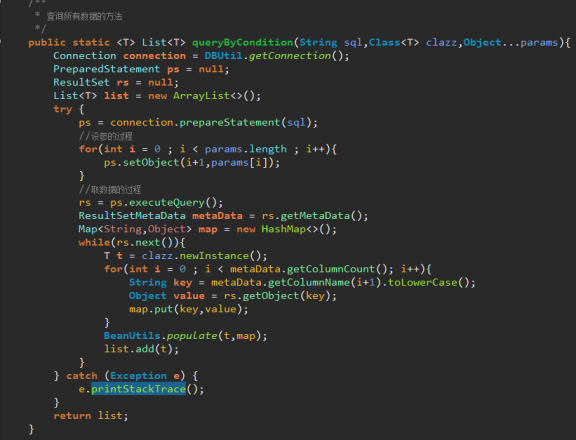 /**
 * 查询所有数据的方法
 */
public static <T> List<T> queryByCondition(String sql,Class<T> clazz,Object...params){
    Connection connection = DBUtil.getConnection();
    PreparedStatement ps = null;
    ResultSet rs = null;
    List<T> list = new ArrayList<>();
    try {
        ps = connection.prepareStatement(sql);
        //设参的过程
        for(int i = 0 ; i < params.length ; i++){
            ps.setObject(i+1,params[i]);
        }
        //取数据的过程
        rs = ps.executeQuery();
        ResultSetMetaData metaData = rs.getMetaData();
        Map<String,Object> map = new HashMap<>();
        while(rs.next()){
            T t = clazz.newInstance();
            for(int i = 0 ; i < metaData.getColumnCount(); i++){
                String key = metaData.getColumnName(i+1).toLowerCase();
                Object value = rs.getObject(key);
                map.put(key,value);
            }
            BeanUtils.populate(t,map);
            list.add(t);
        }
    } catch (Exception e) {
        e.printStackTrace();
    }
    return list;
}